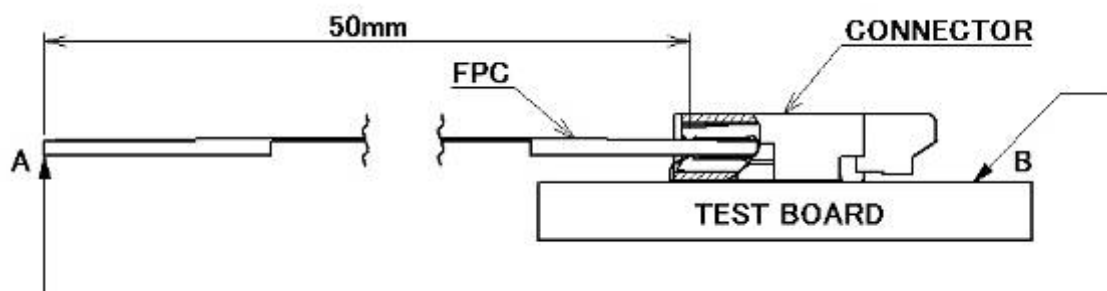 50mm
CONNECTOR
FPC
A
B
TEST BOARD